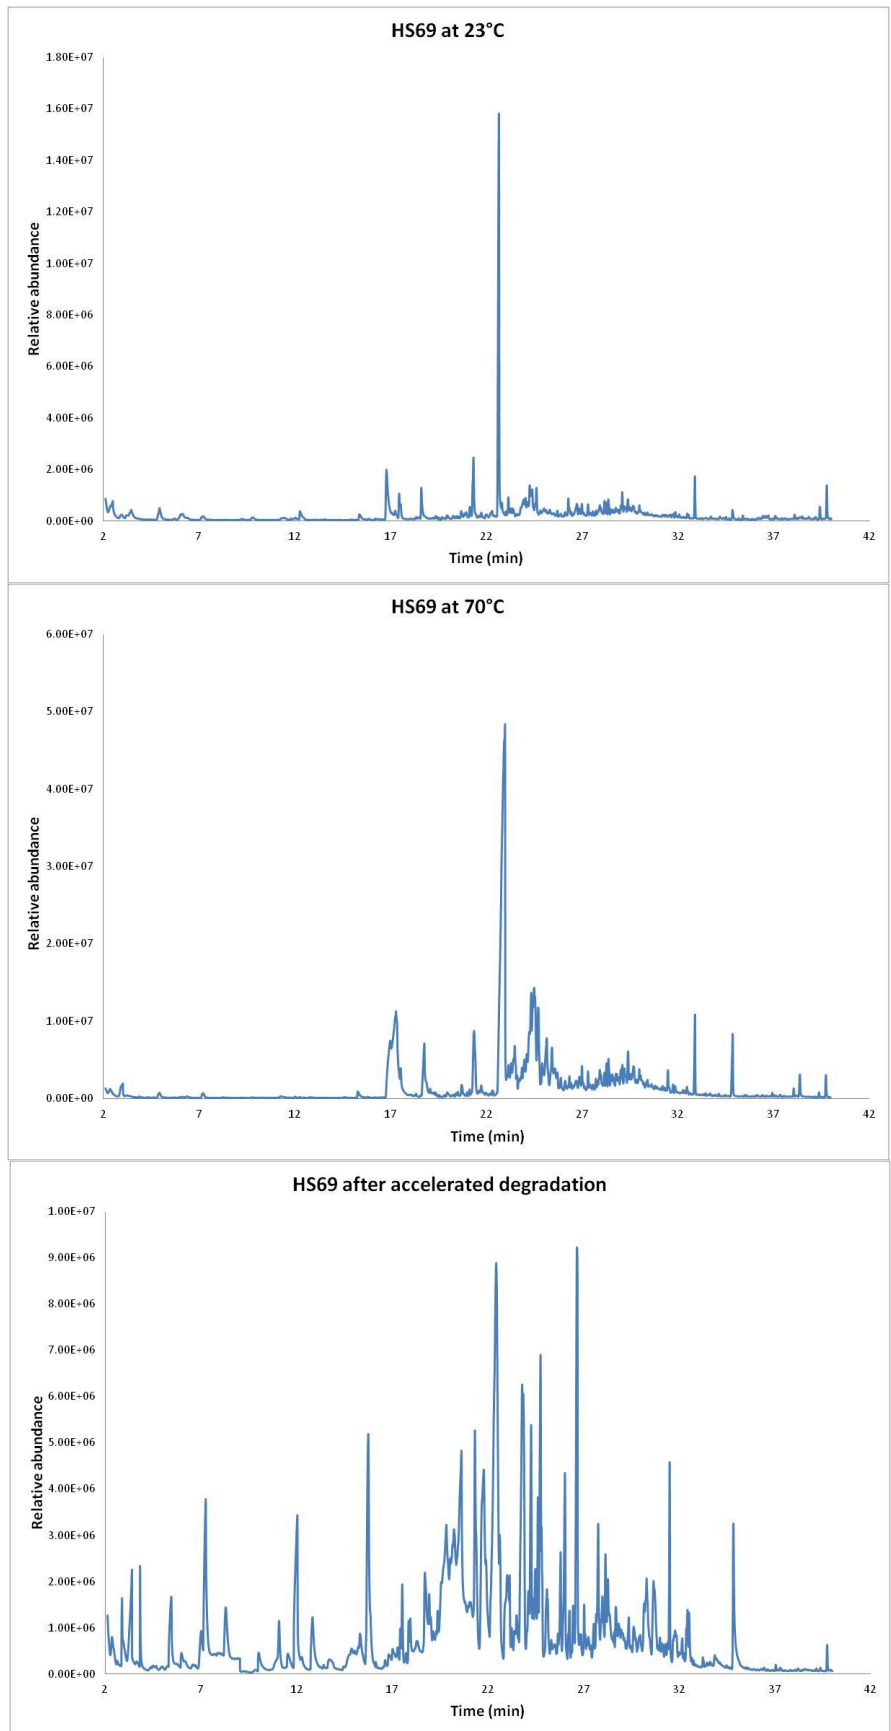 HS69 at 23°C
1.80E+07
1.60E+07
1.40E+07
1.20E+07
1.00E+07
8.00E+06
6.00E+06
4.00E+06
2.00E+06
0.00E+00
Relative abundance
2 7 12 17 22 27 32 37 42
Time (min)
HS69 at 70°C
6.00E+07
5.00E+07
4.00E+07
3.00E+07
2.00E+07
1.00E+07
0.00E+00
Relative abundance
2 7 12 17 22 27 32 37 42
Time (min)
HS69 after accelerated degradation
1.00E+07
9.00E+06
8.00E+06
7.00E+06
6.00E+06
5.00E+06
4.00E+06
3.00E+06
2.00E+06
1.00E+06
0.00E+00
Relative abundance
2 7 12 17 22 27 32 37 42
Time (min)